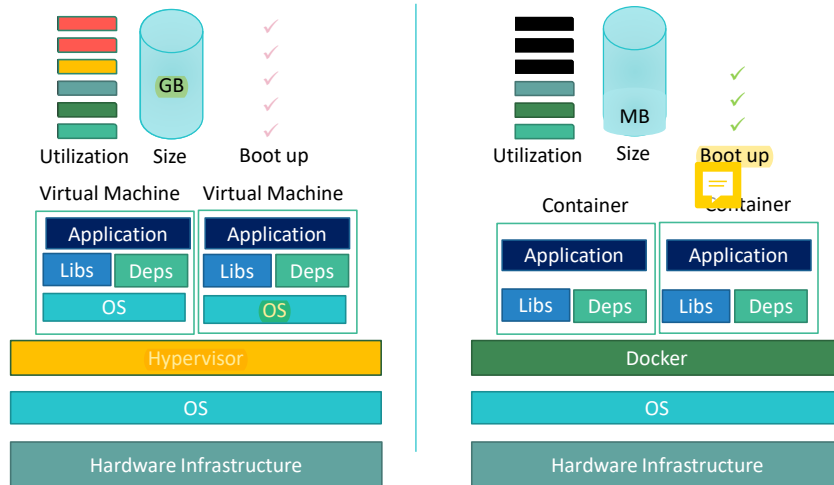 GB
Utilization Size Boot up
Virtual Machine Virtual Machine
Application Application
Libs Deps Libs Deps
OS OS
Hypervisor
OS
Hardware Infrastructure
MB
Utilization Size Boot up
Container Container
Application Application
Libs Deps Libs Deps
Docker
OS
Hardware Infrastructure